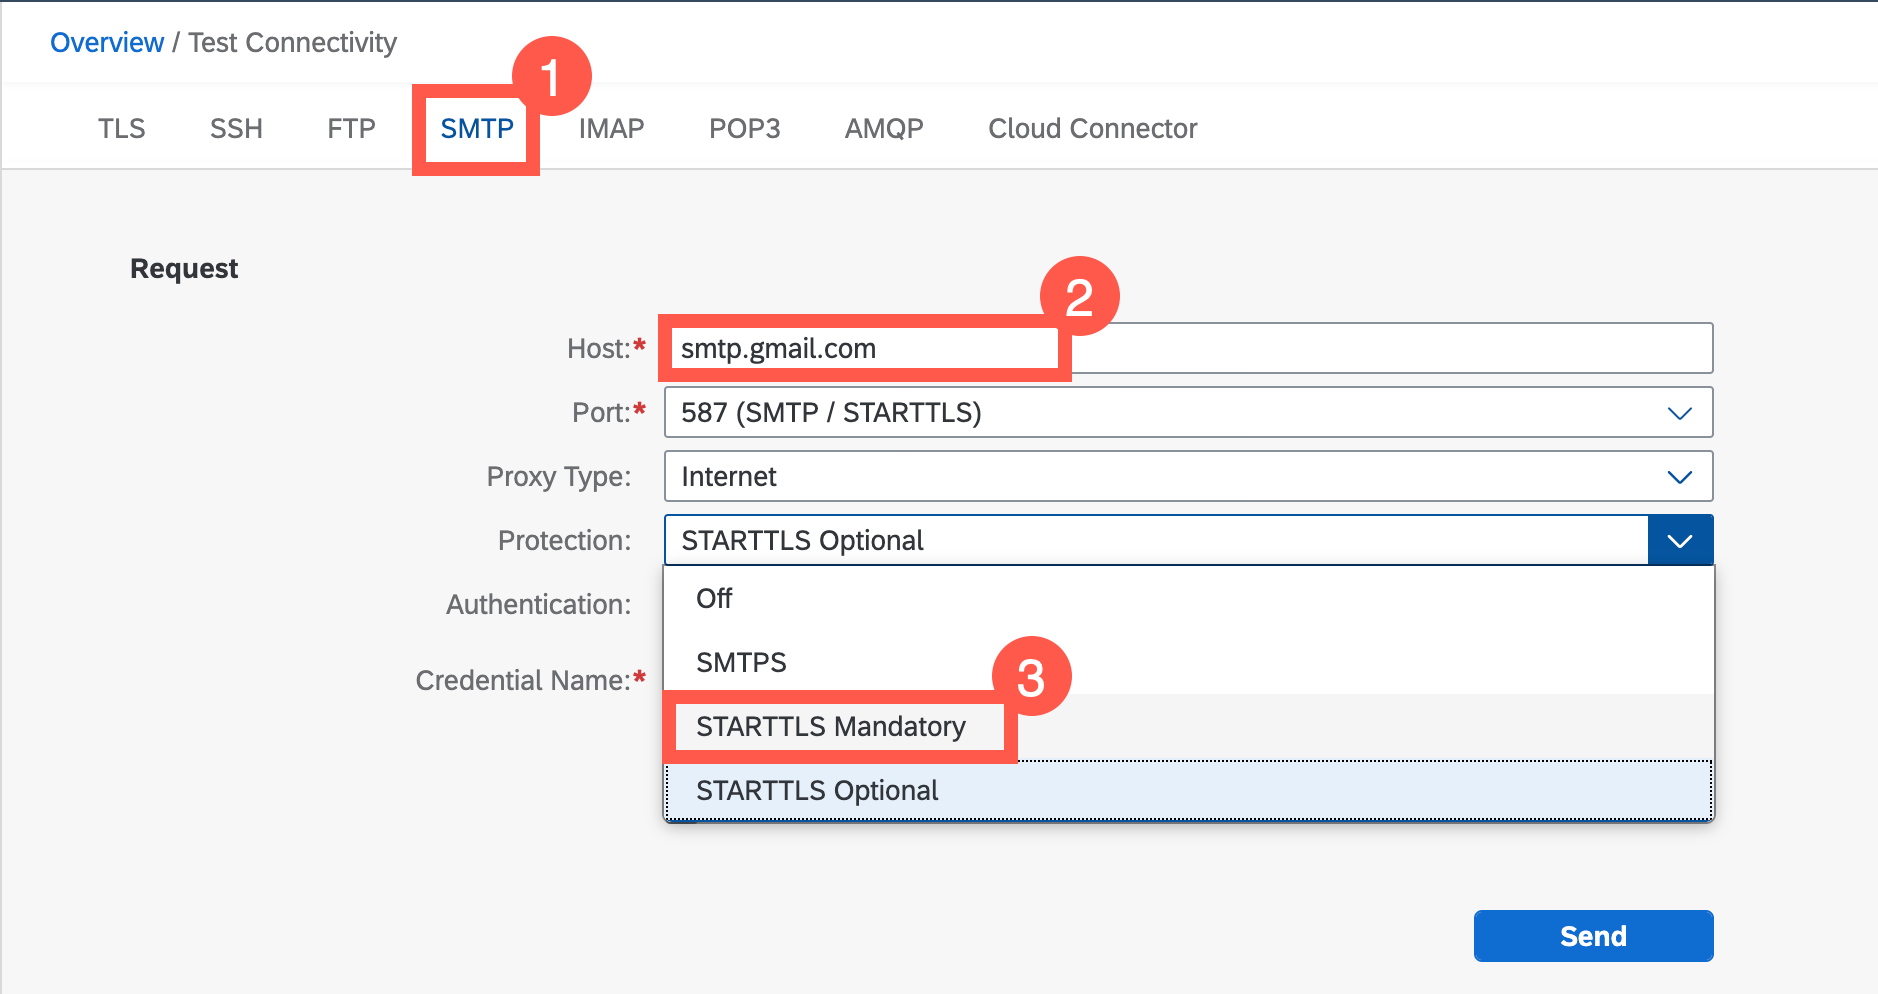 Overview / Test Connectivity
1
TLS SSH FTP SMTP IMAP POP3 AMQP Cloud Connector
Request
2
Host:* smtp.gmail.com
Port:* 587 (SMTP / STARTTLS)
Proxy Type: Internet
Protection: STARTTLS Optional
Authentication:
Off
SMTPS
3
Credential Name:*
STARTTLS Mandatory
STARTTLS Optional
Send